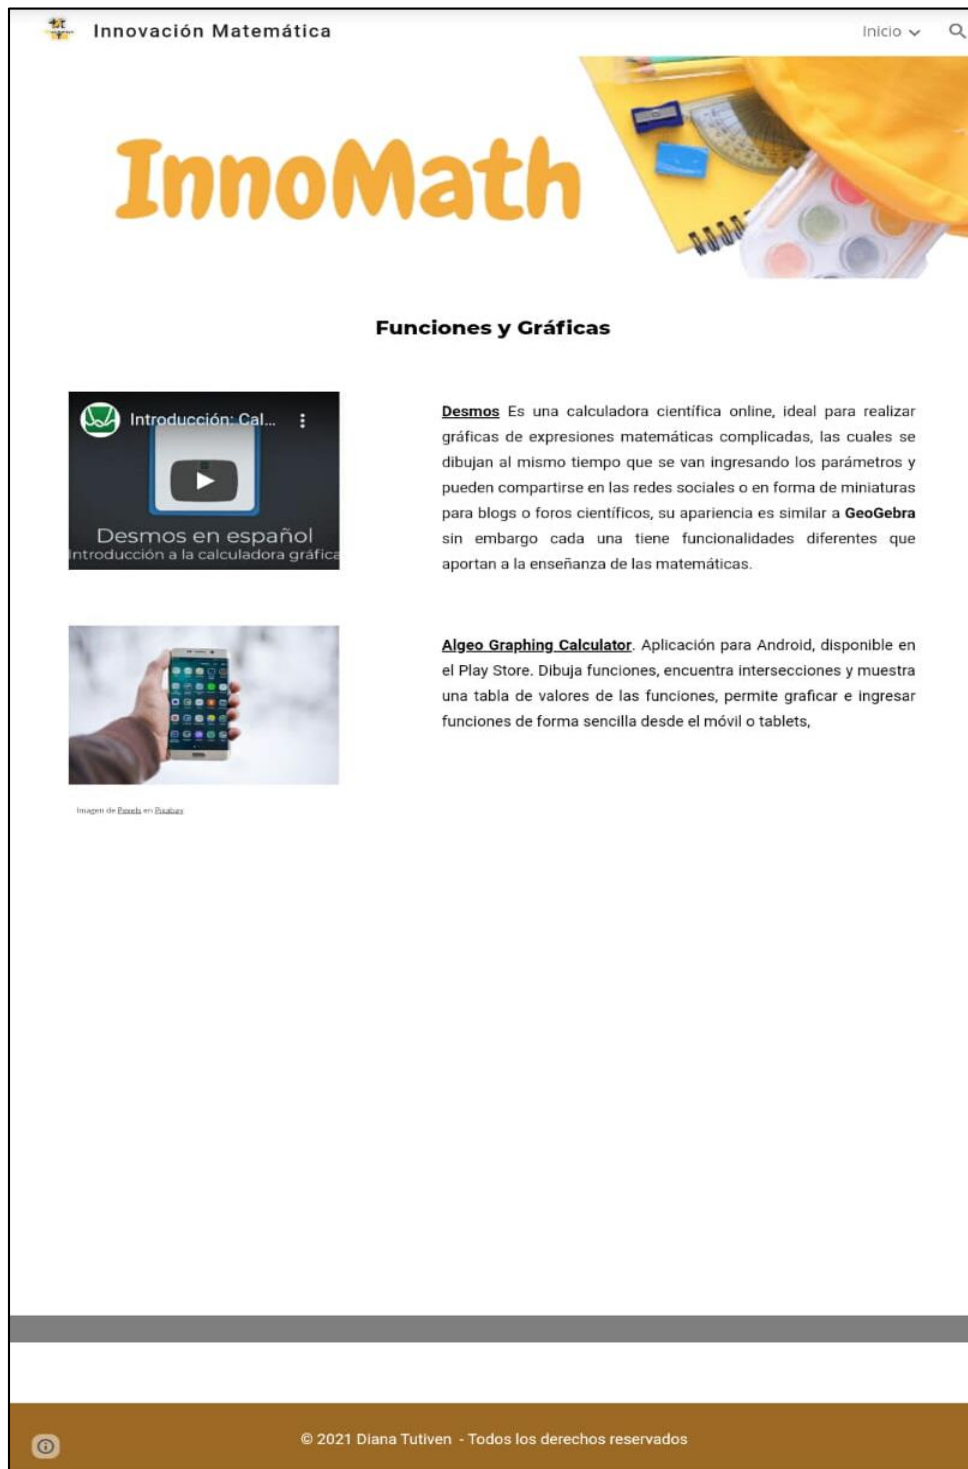 Innovación Matemática
Inicio
InnoMath
Funciones y Gráficas
Introducción: Cal...
Desmos en español
Introducción a la calculadora gráfica
Desmos Es una calculadora científica online, ideal para realizar
gráficas de expresiones matemáticas complicadas, las cuales se
dibujan al mismo tiempo que se van ingresando los parámetros y
pueden compartirse en las redes sociales o en forma de miniaturas
para blogs o foros científicos, su apariencia es similar a GeoGebra
sin embargo cada una tiene funcionalidades diferentes que
aportan a la enseñanza de las matemáticas.
Algeo Graphing Calculator. Aplicación para Android, disponible en
el Play Store. Dibuja funciones, encuentra intersecciones y muestra
una tabla de valores de las funciones, permite graficar e ingresar
funciones de forma sencilla desde el móvil o tablets,
Imagen de Pexels en Pixabay
© 2021 Diana Tutiven - Todos los derechos reservados